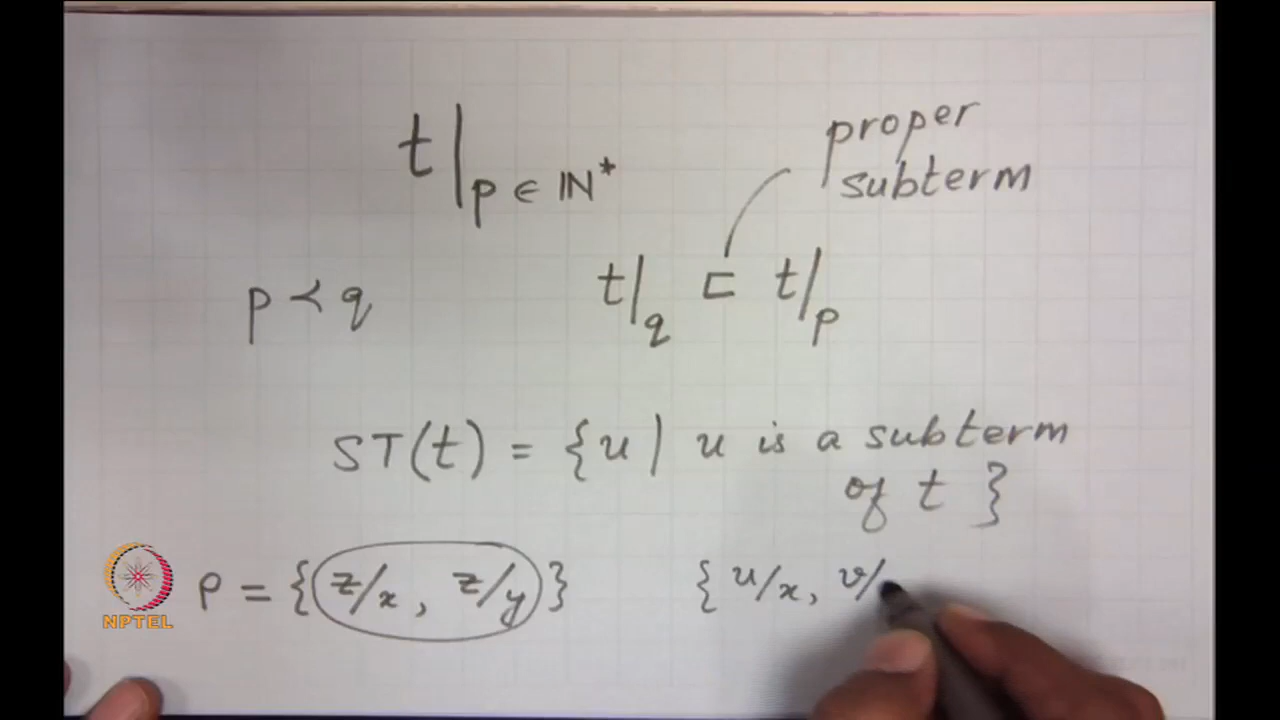 t|p ∈ ℕ*
proper
subterm
p ≺ q
t|q ⊏ t|p
ST(t) = {u | u is a subterm
of t }
ρ = {z/x, z/y}
{u/x, v/
NPTEL